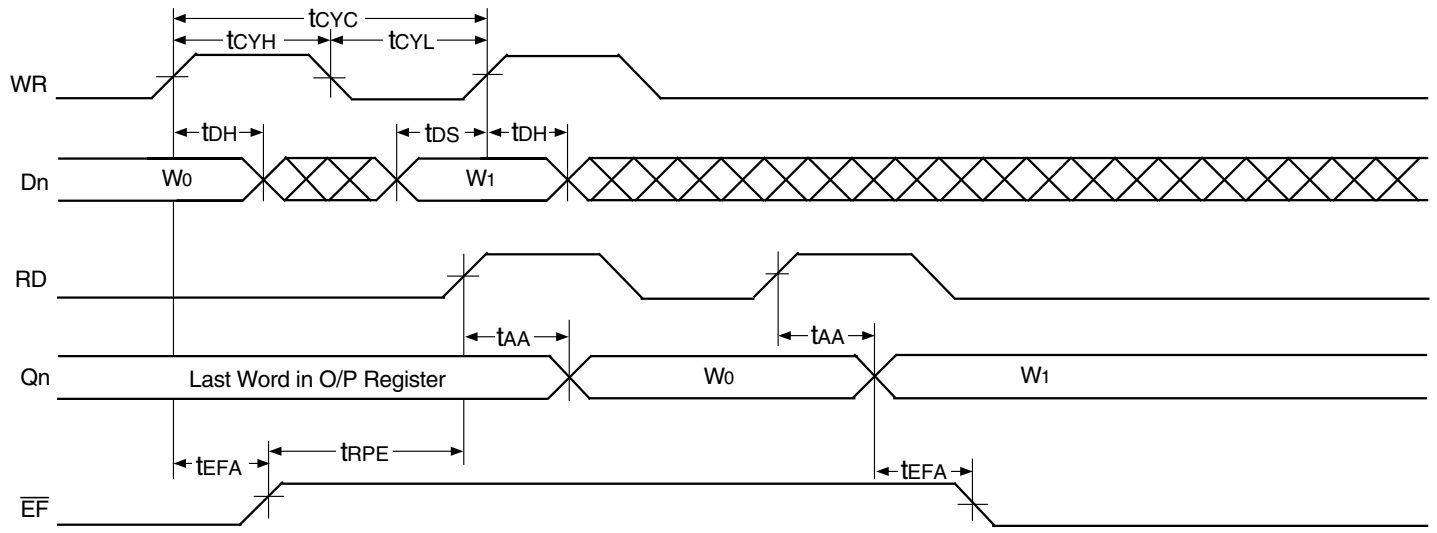 tCYC
tCYH tCYL
WR
tDH tDS tDH
Dn W0 W1
RD
tAA tAA
Qn Last Word in O/P Register W0 W1
tEFA tRPE tEFA
EF